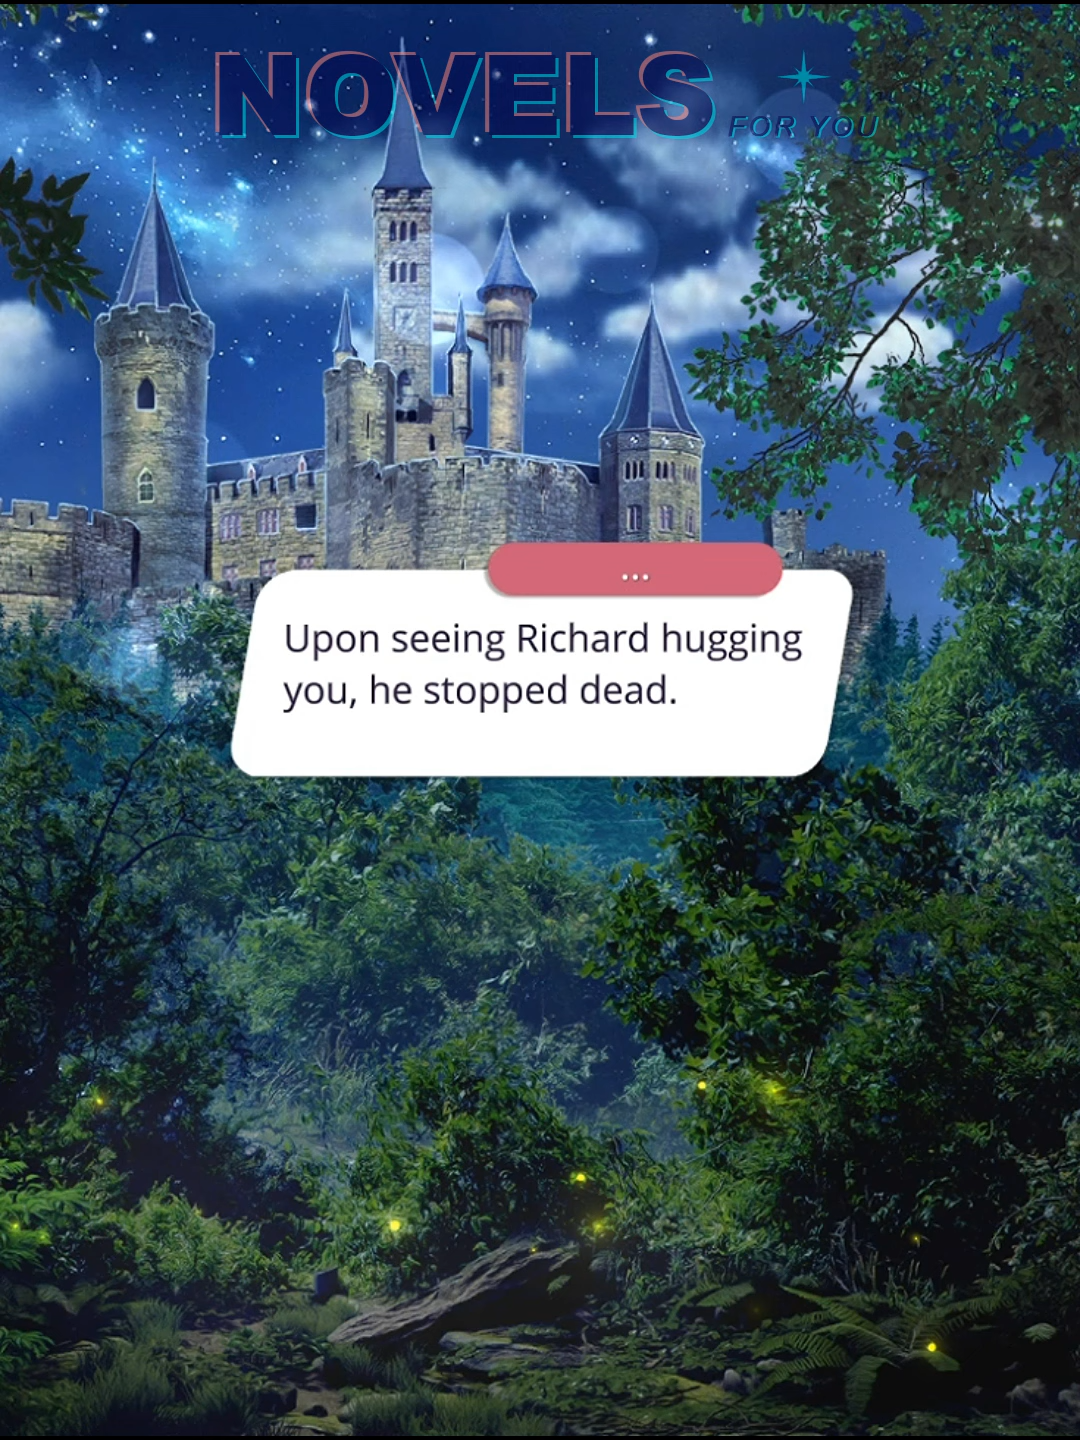 NOVELS
FOR YOU
...
Upon seeing Richard hugging
you, he stopped dead.